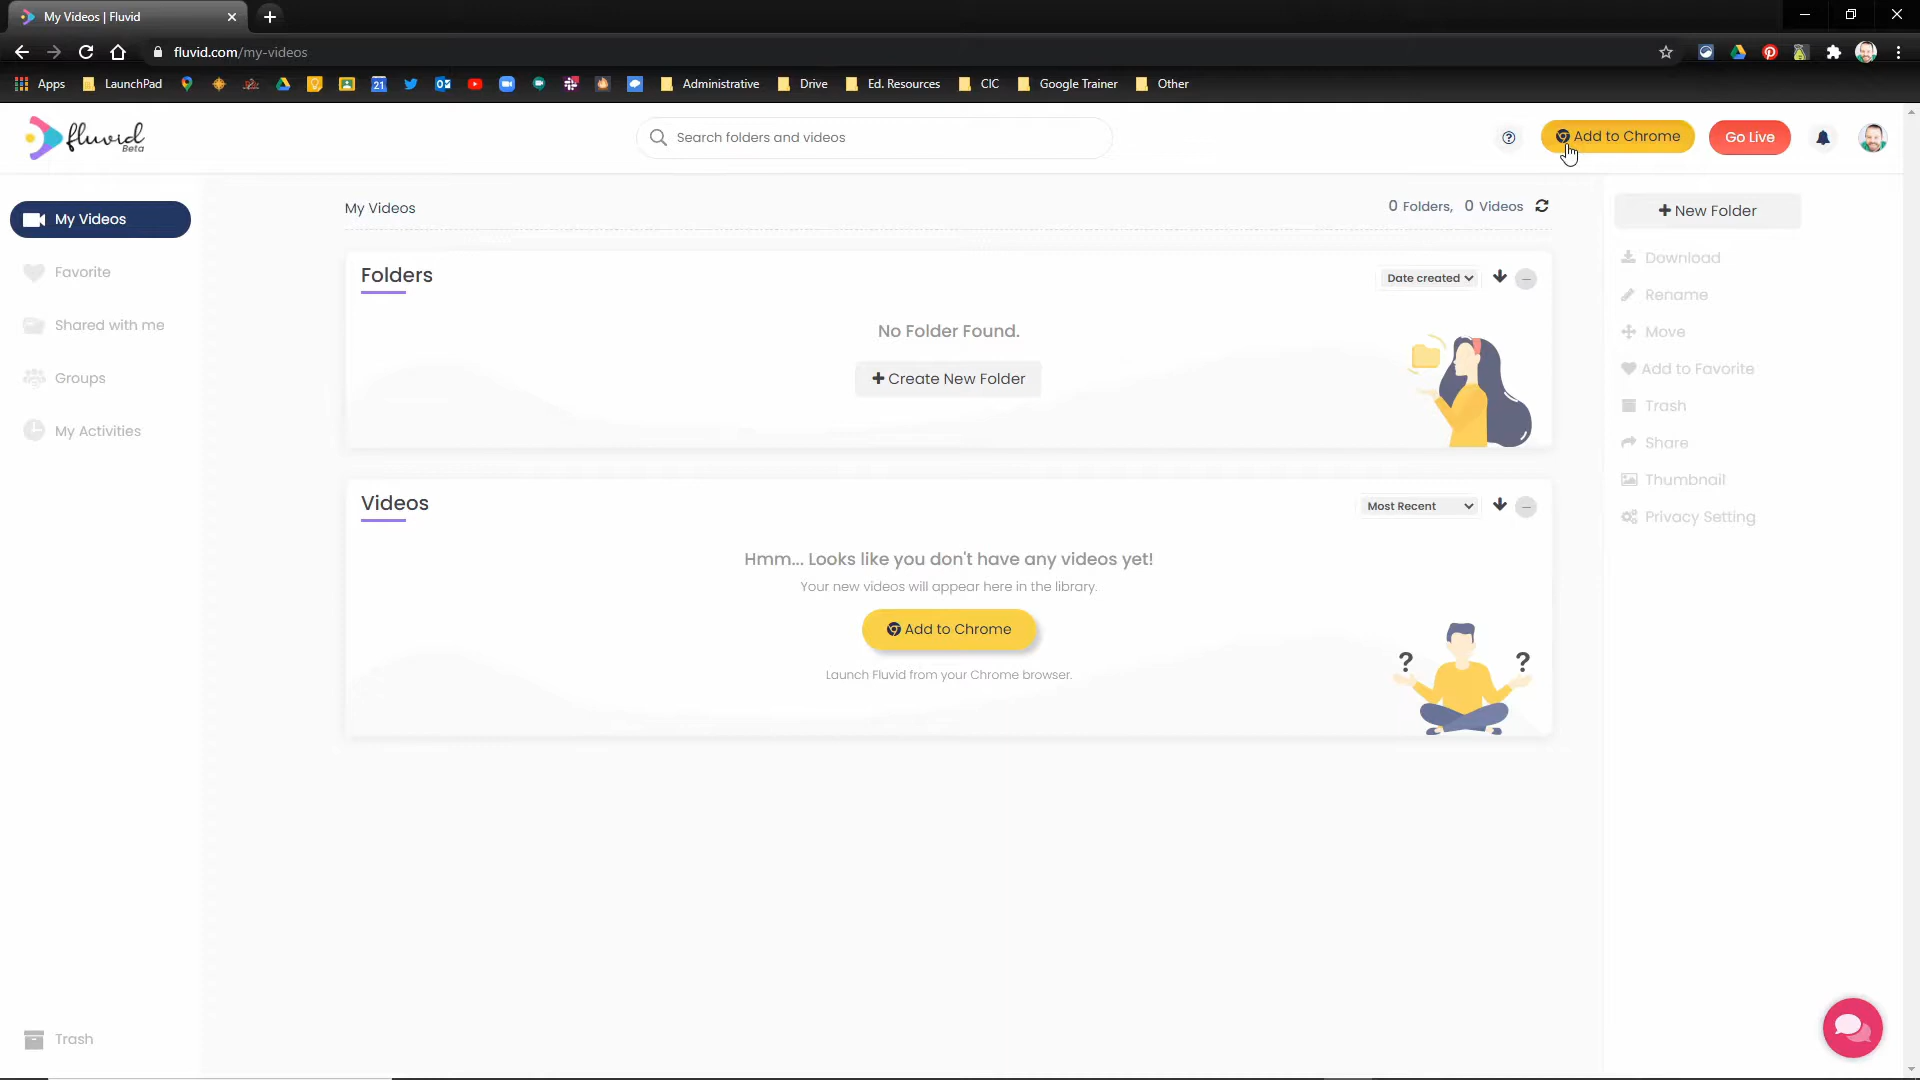 My Videos | Fluvid
fluvid.com/my-videos
Apps LaunchPad 21 Administrative Drive Ed. Resources CIC Google Trainer Other
fluvid
Beta
Search folders and videos
Add to Chrome
Go Live
My Videos
Favorite
Shared with me
Groups
My Activities
Trash
My Videos
0 Folders, 0 Videos
Folders
Date created
No Folder Found.
+ Create New Folder
Videos
Most Recent
Hmm... Looks like you don't have any videos yet!
Your new videos will appear here in the library.
Add to Chrome
Launch Fluvid from your Chrome browser.
? ?
+ New Folder
Download
Rename
Move
Add to Favorite
Trash
Share
Thumbnail
Privacy Setting